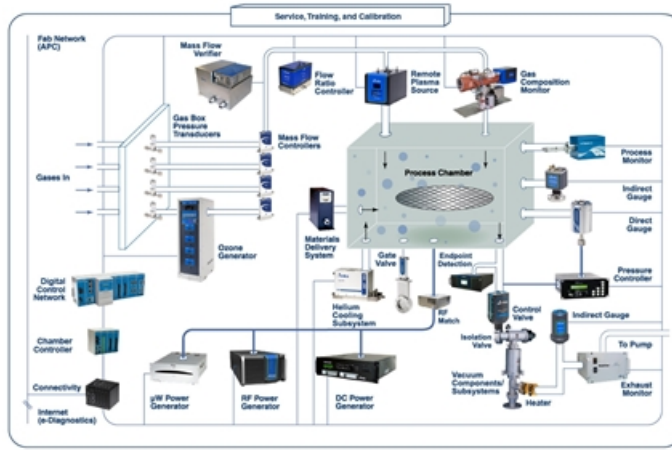 Service, Training, and Calibration
Fab Network
(APC)
Mass Flow
Verifier
Flow
Ratio
Controller
Remote
Plasma
Source
Gas
Composition
Monitor
Gas Box
Pressure
Transducers
Mass Flow
Controllers
Process
Monitor
Process Chamber
Gases In
Indirect
Gauge
Direct
Gauge
Ozone
Generator
Materials
Delivery
System
Gate
Valve
Endpoint
Detection
Pressure
Controller
Digital
Control
Network
Helium
Cooling
Subsystem
RF
Match
Control
Valve
Indirect Gauge
Isolation
Valve
To Pump
Chamber
Controller
Vacuum
Components/
Subsystems
Exhaust
Monitor
Connectivity
Heater
µW Power
Generator
RF Power
Generator
DC Power
Generator
Internet
(e-Diagnostics)